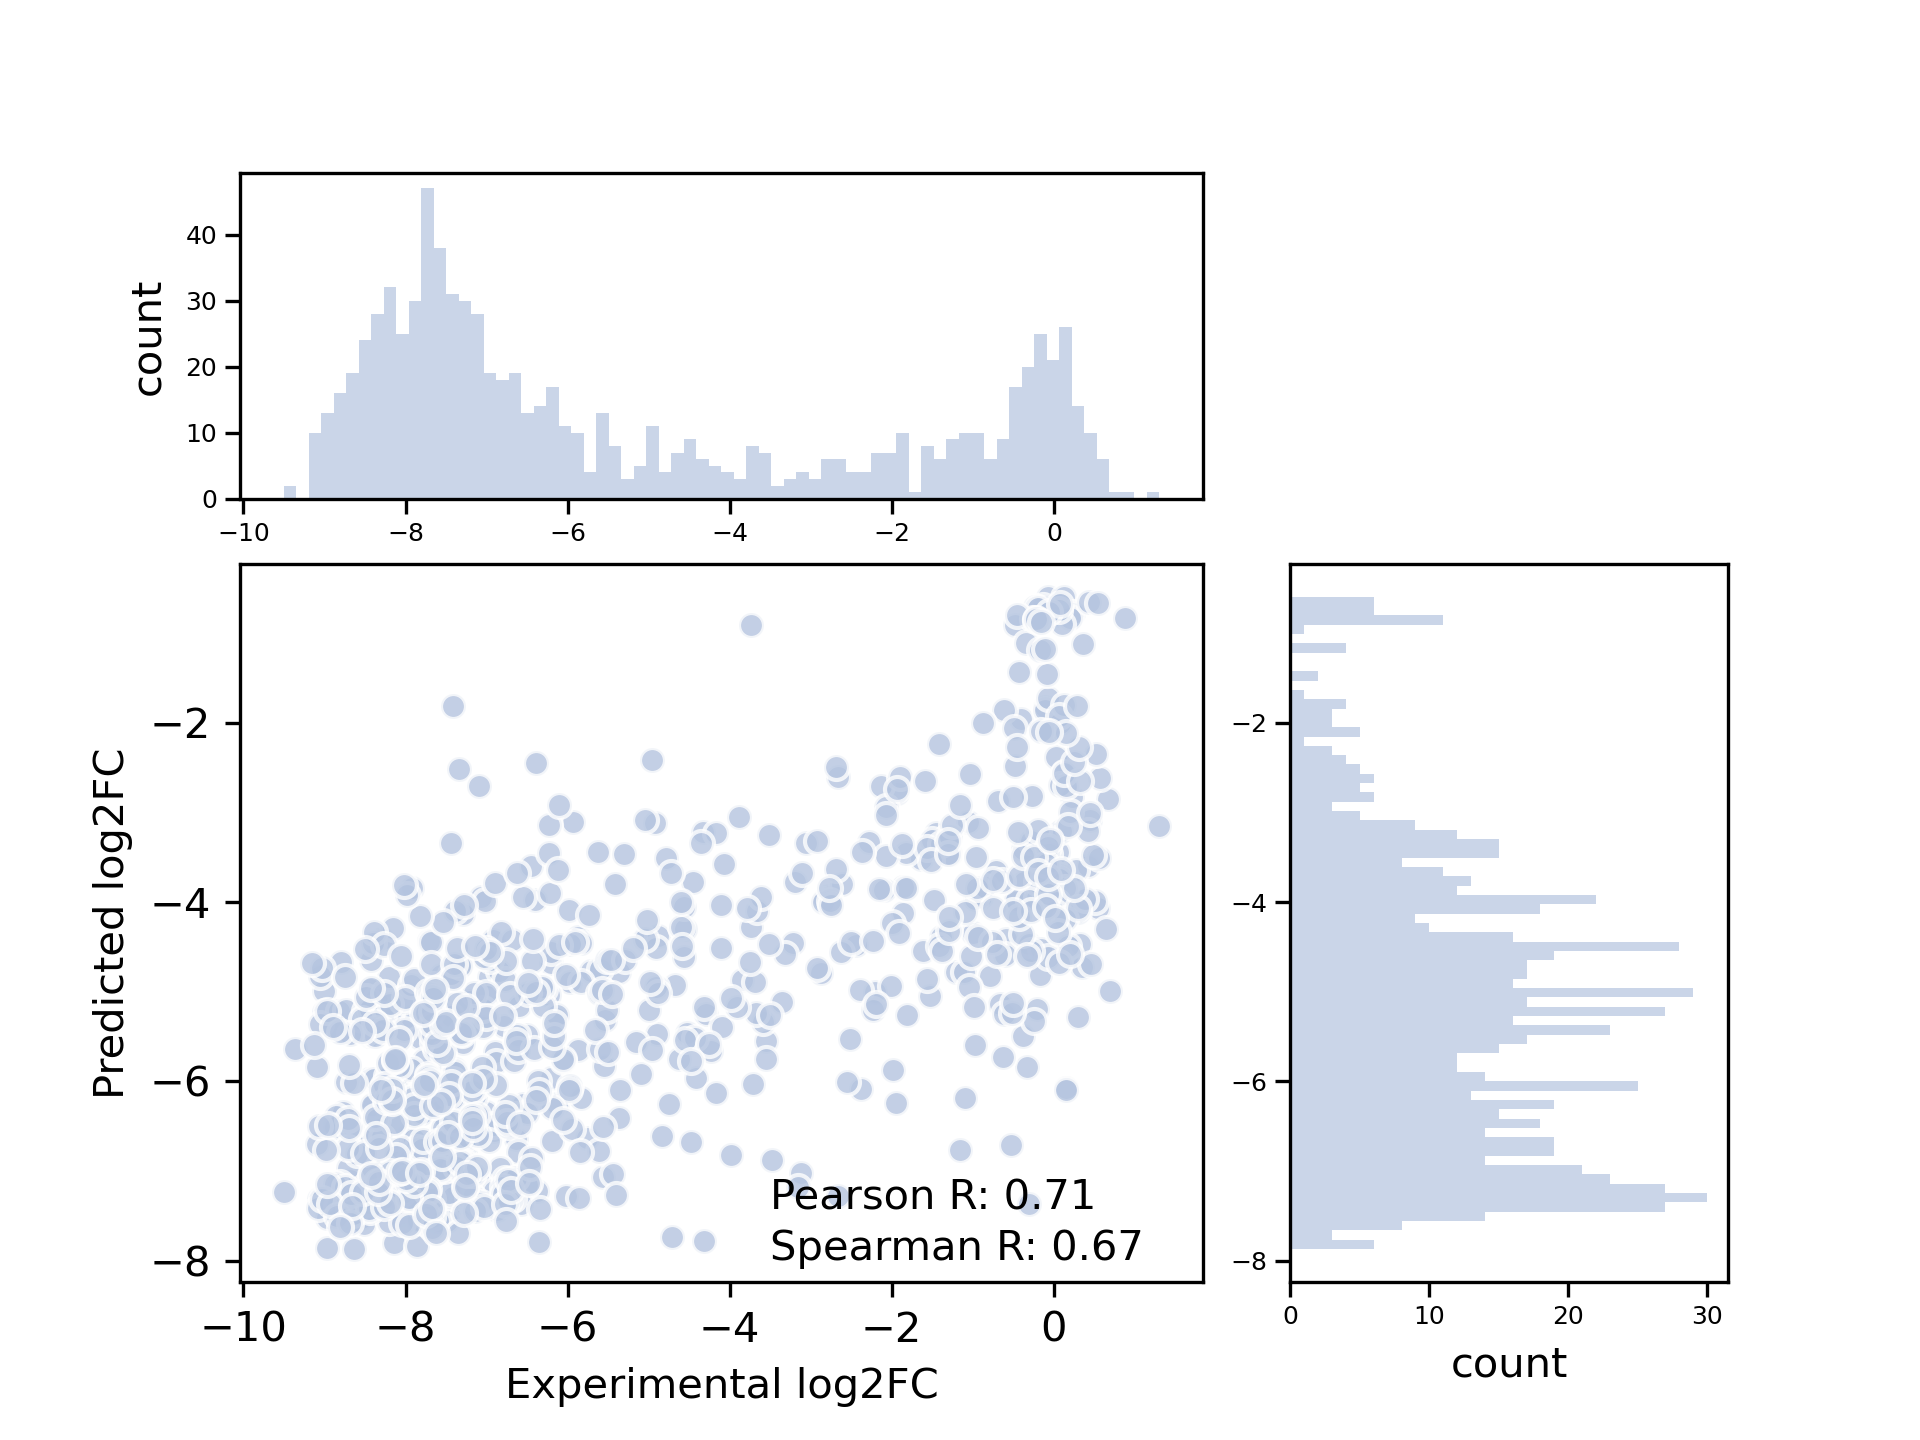 count
40
30
20
10
0
−10 −8 −6 −4 −2 0
Predicted log2FC
−2
−4
−6
−8
Pearson R: 0.71
Spearman R: 0.67
−10 −8 −6 −4 −2 0
Experimental log2FC
−2
−4
−6
−8
0 10 20 30
count